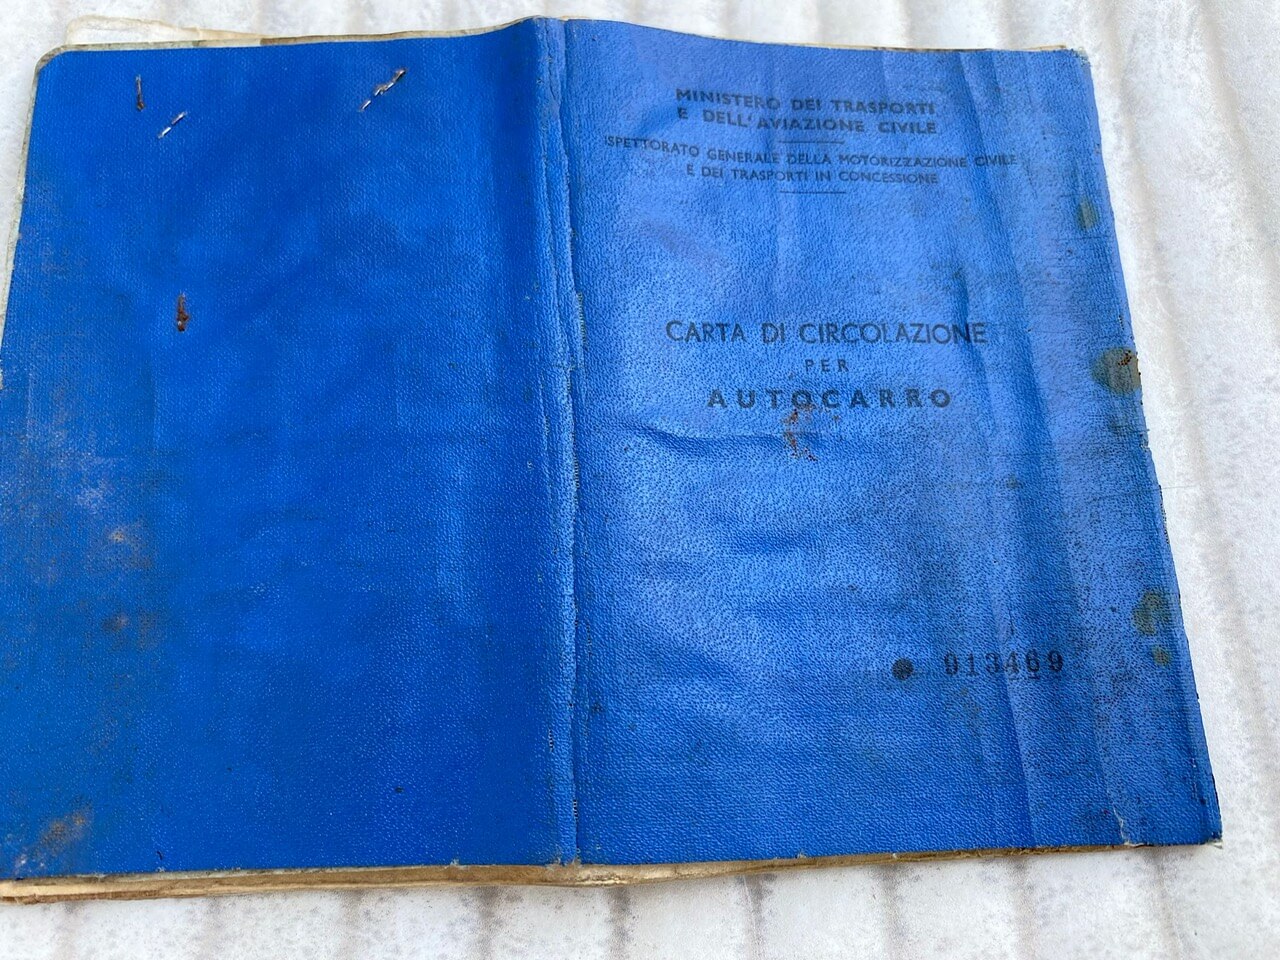 MINISTERO DEI TRASPORTI
E DELL'AVIAZIONE CIVILE
ISPETTORATO GENERALE DELLA MOTORIZZAZIONE CIVILE
E DEI TRASPORTI IN CONCESSIONE
CARTA DI CIRCOLAZIONE
PER
AUTOCARRO
913469